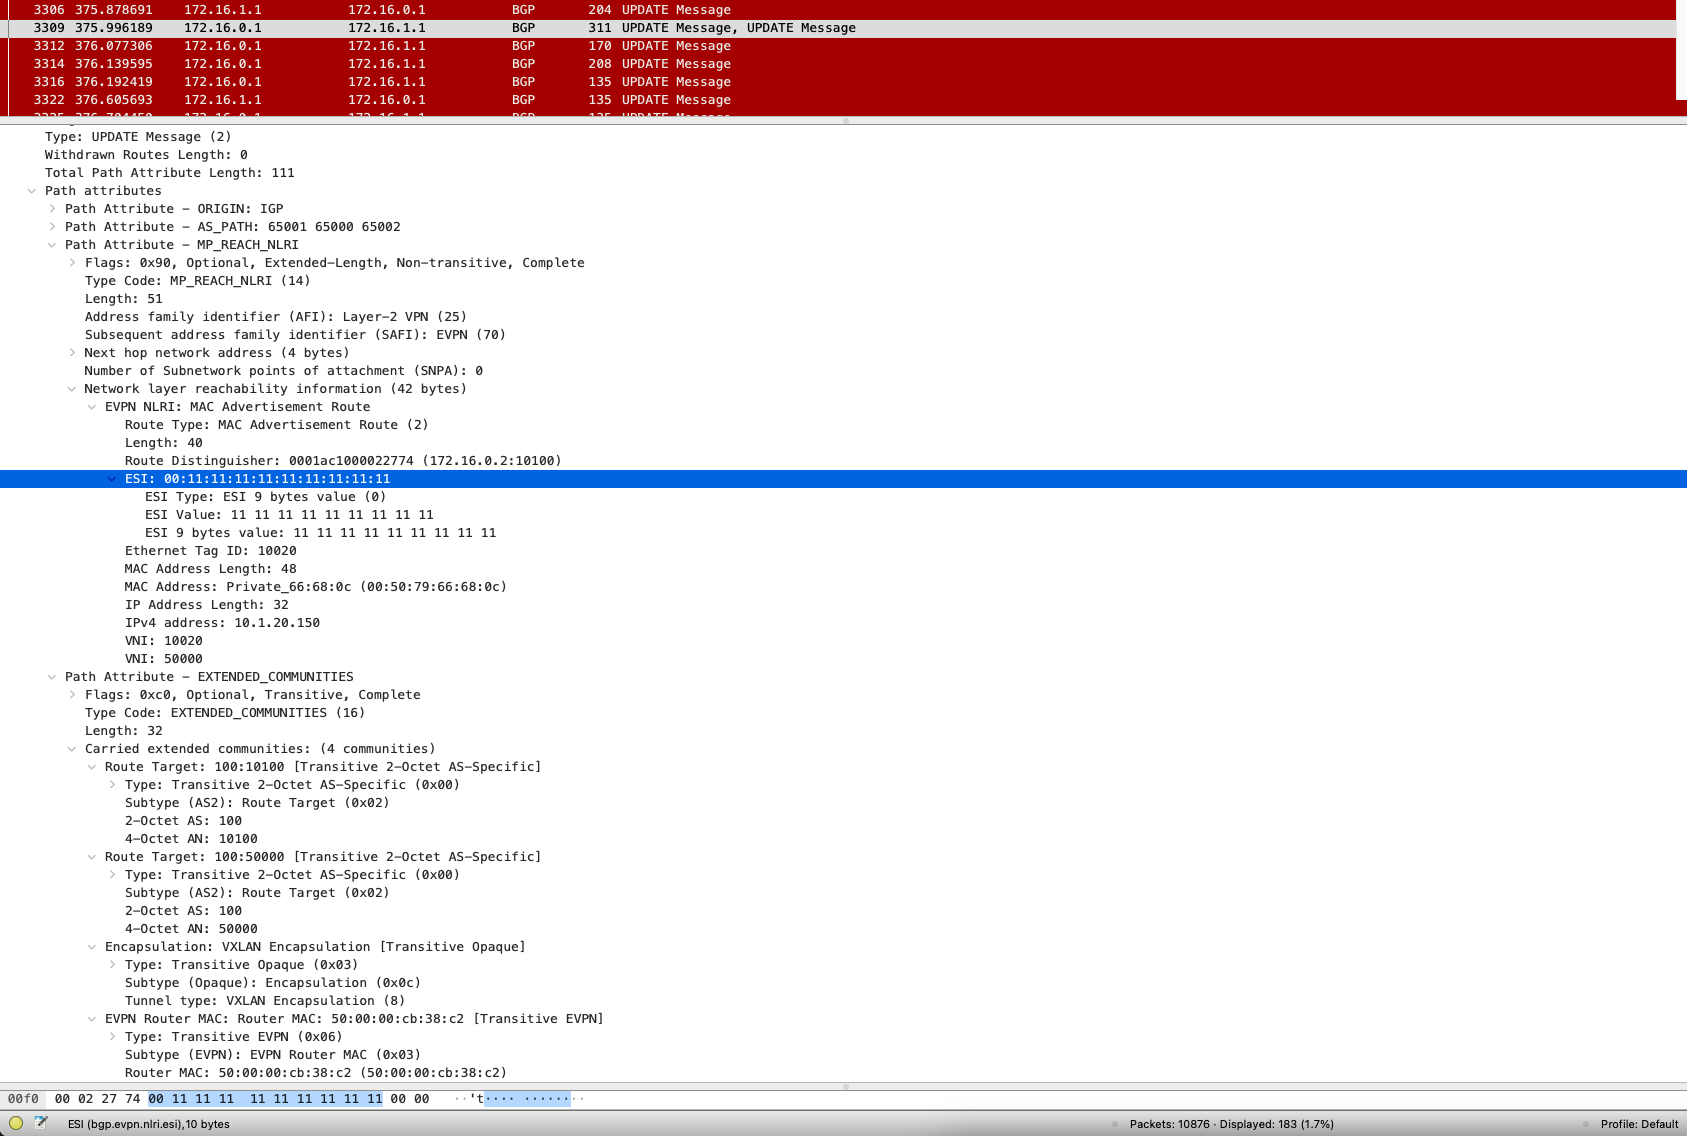 3306 375.878691 172.16.1.1 172.16.0.1 BGP 204 UPDATE Message
3309 375.996189 172.16.0.1 172.16.1.1 BGP 311 UPDATE Message, UPDATE Message
3312 376.077306 172.16.0.1 172.16.1.1 BGP 170 UPDATE Message
3314 376.139595 172.16.0.1 172.16.1.1 BGP 208 UPDATE Message
3316 376.192419 172.16.0.1 172.16.1.1 BGP 135 UPDATE Message
3322 376.605693 172.16.1.1 172.16.0.1 BGP 135 UPDATE Message
Type: UPDATE Message (2)
Withdrawn Routes Length: 0
Total Path Attribute Length: 111
Path attributes
Path Attribute – ORIGIN: IGP
Path Attribute – AS_PATH: 65001 65000 65002
Path Attribute – MP_REACH_NLRI
Flags: 0x90, Optional, Extended–Length, Non–transitive, Complete
Type Code: MP_REACH_NLRI (14)
Length: 51
Address family identifier (AFI): Layer–2 VPN (25)
Subsequent address family identifier (SAFI): EVPN (70)
Next hop network address (4 bytes)
Number of Subnetwork points of attachment (SNPA): 0
Network layer reachability information (42 bytes)
EVPN NLRI: MAC Advertisement Route
Route Type: MAC Advertisement Route (2)
Length: 40
Route Distinguisher: 0001ac1000022774 (172.16.0.2:10100)
ESI: 00:11:11:11:11:11:11:11:11:11
ESI Type: ESI 9 bytes value (0)
ESI Value: 11 11 11 11 11 11 11 11 11
ESI 9 bytes value: 11 11 11 11 11 11 11 11 11
Ethernet Tag ID: 10020
MAC Address Length: 48
MAC Address: Private_66:68:0c (00:50:79:66:68:0c)
IP Address Length: 32
IPv4 address: 10.1.20.150
VNI: 10020
VNI: 50000
Path Attribute – EXTENDED_COMMUNITIES
Flags: 0xc0, Optional, Transitive, Complete
Type Code: EXTENDED_COMMUNITIES (16)
Length: 32
Carried extended communities: (4 communities)
Route Target: 100:10100 [Transitive 2–Octet AS–Specific]
Type: Transitive 2–Octet AS–Specific (0x00)
Subtype (AS2): Route Target (0x02)
2–Octet AS: 100
4–Octet AN: 10100
Route Target: 100:50000 [Transitive 2–Octet AS–Specific]
Type: Transitive 2–Octet AS–Specific (0x00)
Subtype (AS2): Route Target (0x02)
2–Octet AS: 100
4–Octet AN: 50000
Encapsulation: VXLAN Encapsulation [Transitive Opaque]
Type: Transitive Opaque (0x03)
Subtype (Opaque): Encapsulation (0x0c)
Tunnel type: VXLAN Encapsulation (8)
EVPN Router MAC: Router MAC: 50:00:00:cb:38:c2 [Transitive EVPN]
Type: Transitive EVPN (0x06)
Subtype (EVPN): EVPN Router MAC (0x03)
Router MAC: 50:00:00:cb:38:c2 (50:00:00:cb:38:c2)
00f0 00 02 27 74 00 11 11 11 11 11 11 11 11 11 00 00 ··'t···· ········
ESI (bgp.evpn.nlri.esi), 10 bytes Packets: 10876 · Displayed: 183 (1.7%) Profile: Default